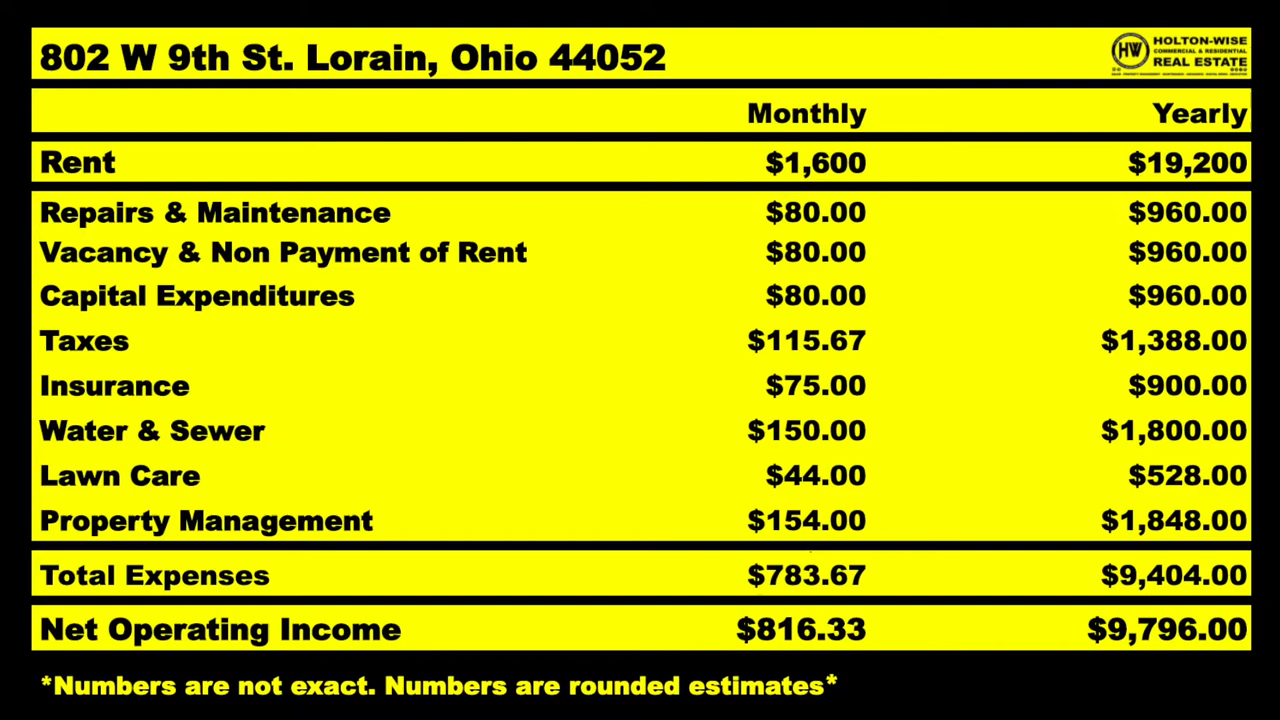 802 W 9th St. Lorain, Ohio 44052
HOLTON-WISE
COMMERCIAL & RESIDENTIAL
REAL ESTATE
HW
Monthly Yearly
Rent $1,600 $19,200
Repairs & Maintenance $80.00 $960.00
Vacancy & Non Payment of Rent $80.00 $960.00
Capital Expenditures $80.00 $960.00
Taxes $115.67 $1,388.00
Insurance $75.00 $900.00
Water & Sewer $150.00 $1,800.00
Lawn Care $44.00 $528.00
Property Management $154.00 $1,848.00
Total Expenses $783.67 $9,404.00
Net Operating Income $816.33 $9,796.00
*Numbers are not exact. Numbers are rounded estimates*